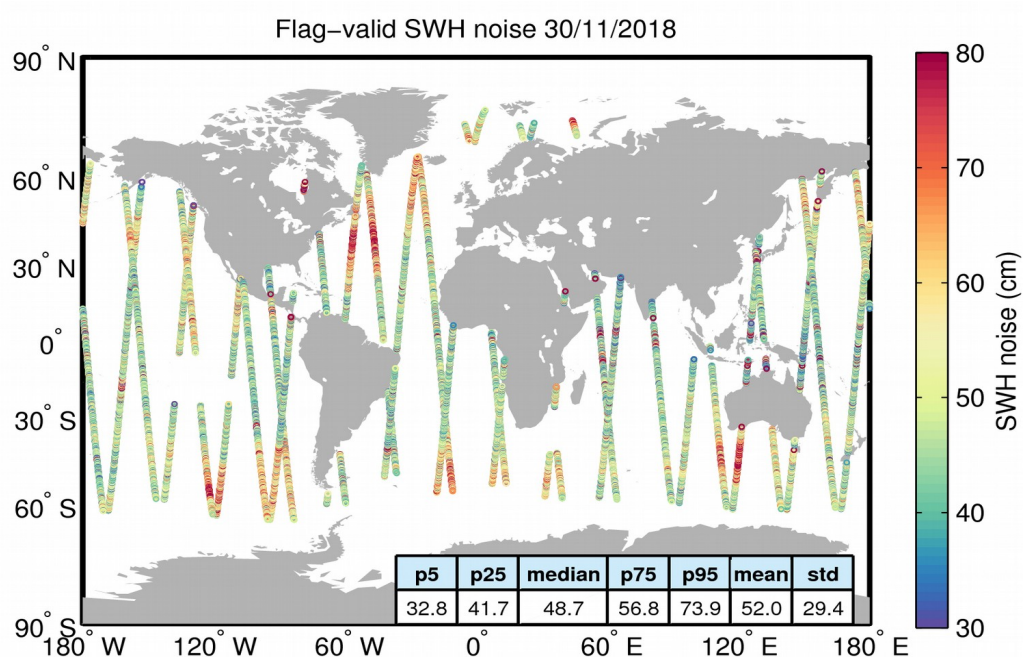 Flag−valid SWH noise 30/11/2018
90° N
60° N
30° N
0°
30° S
60° S
90° S
180° W
120° W
60° W
0°
60° E
120° E
180° E
p5 p25 median p75 p95 mean std
32.8 41.7 48.7 56.8 73.9 52.0 29.4
80
70
60
50
40
30
SWH noise (cm)